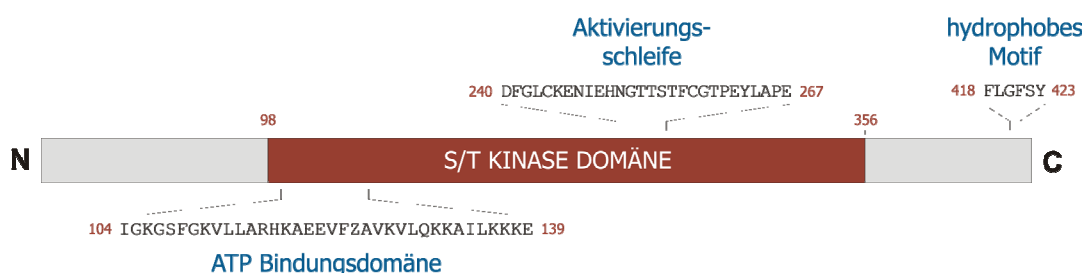 Aktivierungs-
schleife
hydrophobes
Motif
240 DFGLCKENIEHNGTTSTFCGTPEYLAPE 267
418 FLGFSY 423
98
356
N
S/T KINASE DOMÄNE
C
104 IGKGSFGKVLLARHKAEEVFZAVKVLQKKAILKKKE 139
ATP Bindungsdomäne